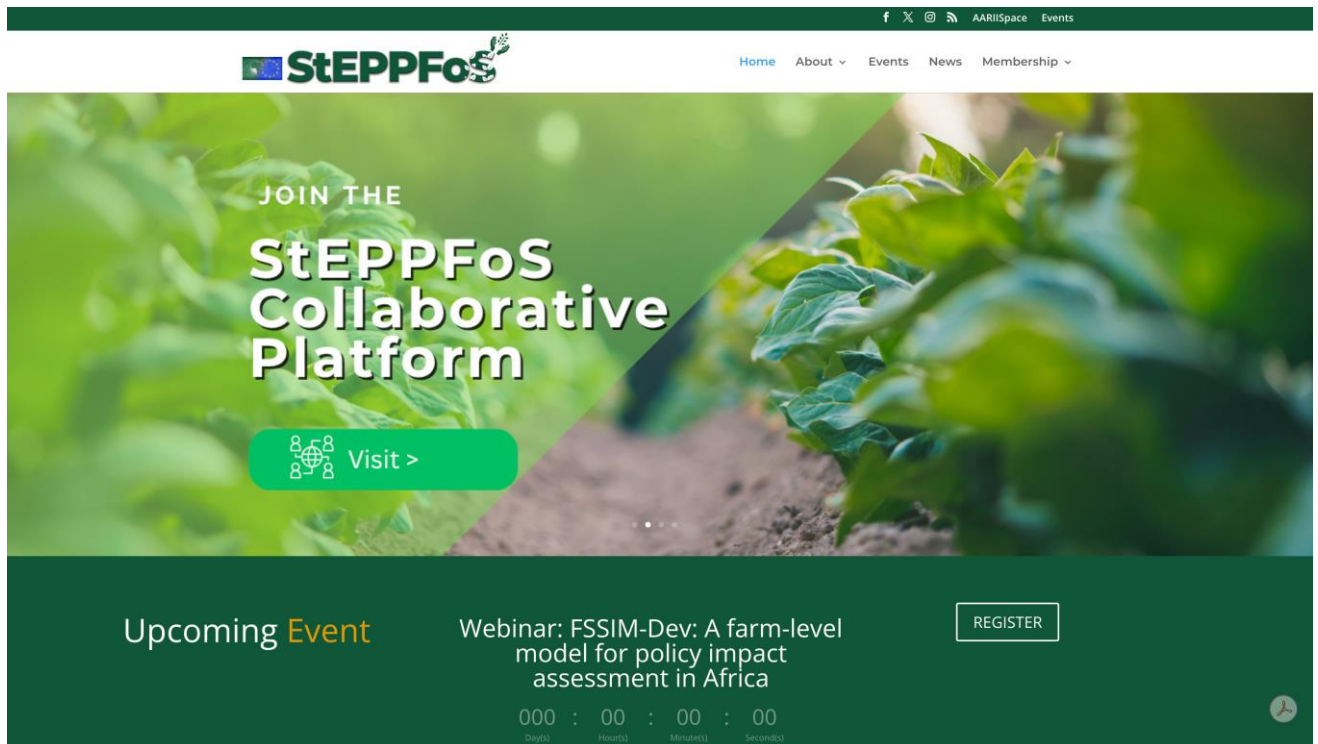 AARIISpace Events
StEPPFoS
Home About Events News Membership
JOIN THE
StEPPFoS
Collaborative
Platform
Visit >
Upcoming Event
Webinar: FSSIM-Dev: A farm-level
model for policy impact
assessment in Africa
REGISTER
000 : 00 : 00 : 00
Day(s) Hour(s) Minute(s) Second(s)